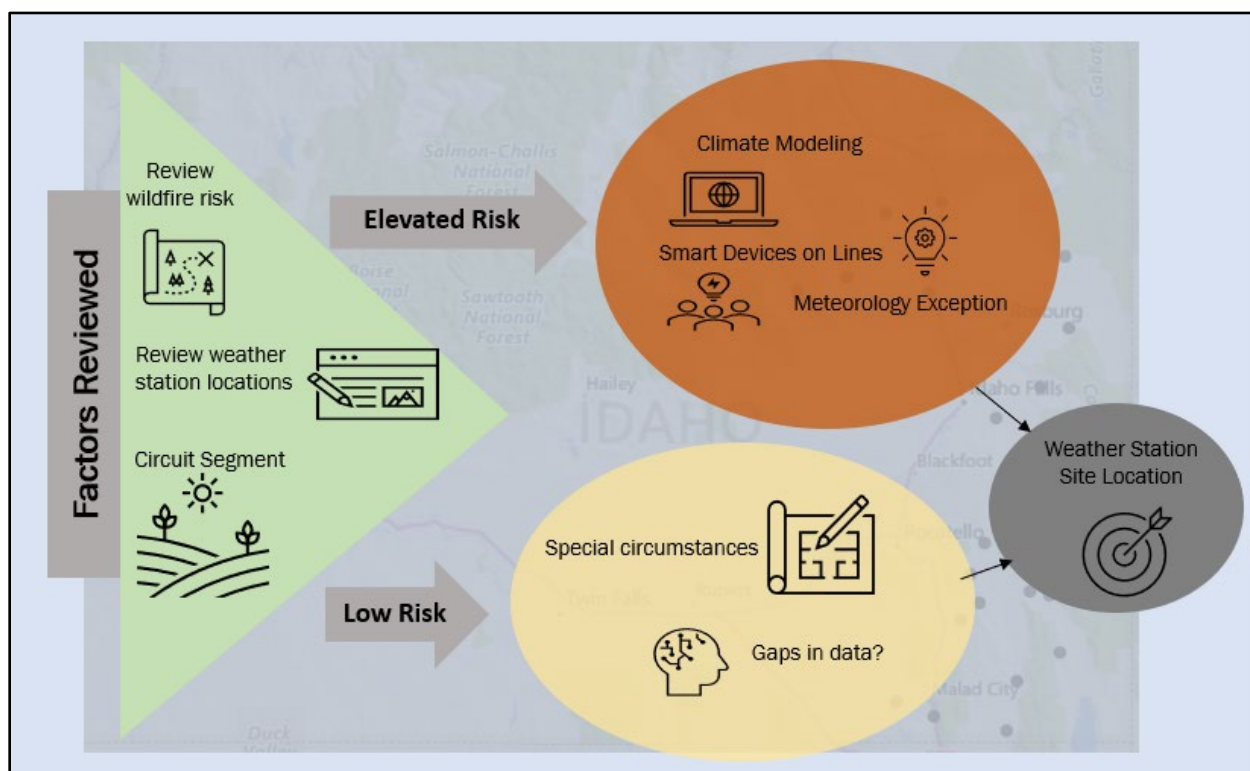 Factors Reviewed
Review
wildfire risk
Review weather
station locations
Circuit Segment
Elevated Risk
Low Risk
Climate Modeling
Smart Devices on Lines
Meteorology Exception
Special circumstances
Gaps in data?
Weather Station
Site Location
Salmon-Challis
National
Forest
Boise
Sawtooth
National
Forest
Hailey
IDAHO
Idaho Falls
Blackfoot
Twin Falls
Malad City
Duck
Valley